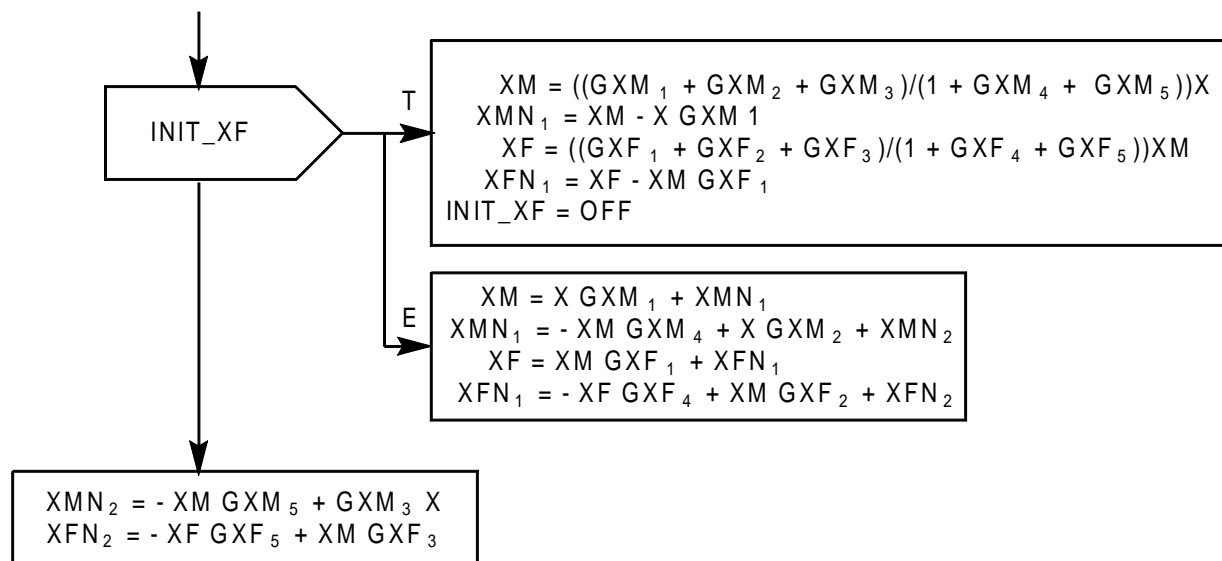 INIT_XF
T
XM = ((GXM₁ + GXM₂ + GXM₃)/(1 + GXM₄ + GXM₅))X
XMN₁ = XM - X GXM 1
XF = ((GXF₁ + GXF₂ + GXF₃)/(1 + GXF₄ + GXF₅))XM
XFN₁ = XF - XM GXF₁
INIT_XF = OFF
E
XM = X GXM₁ + XMN₁
XMN₁ = - XM GXM₄ + X GXM₂ + XMN₂
XF = XM GXF₁ + XFN₁
XFN₁ = - XF GXF₄ + XM GXF₂ + XFN₂
XMN₂ = - XM GXM₅ + GXM₃ X
XFN₂ = - XF GXF₅ + XM GXF₃